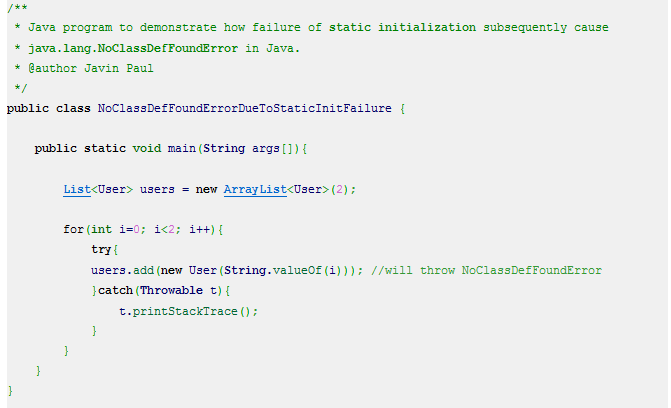 /**
 * Java program to demonstrate how failure of static initialization subsequently cause
 * java.lang.NoClassDefFoundError in Java.
 * @author Javin Paul
 */
public class NoClassDefFoundErrorDueToStaticInitFailure {

    public static void main(String args[]){

        List<User> users = new ArrayList<User>(2);

        for(int i=0; i<2; i++){
            try{
            users.add(new User(String.valueOf(i))); //will throw NoClassDefFoundError
            }catch(Throwable t){
                t.printStackTrace();
            }
        }
    }
}